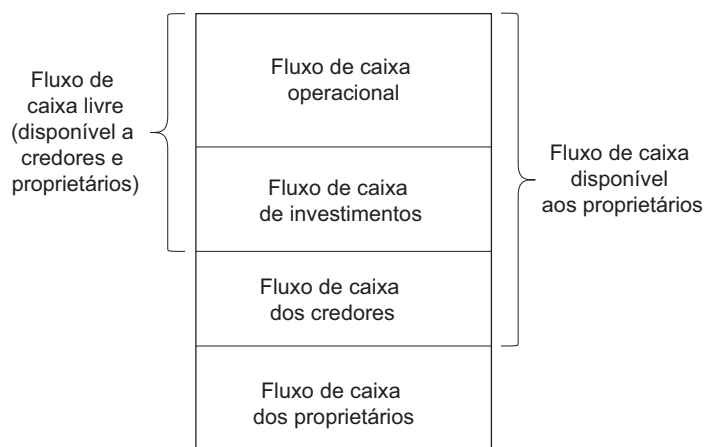 Fluxo de
caixa livre
(disponível a
credores e
proprietários)
Fluxo de caixa
operacional
Fluxo de caixa
de investimentos
Fluxo de caixa
dos credores
Fluxo de caixa
dos proprietários
Fluxo de caixa
disponível
aos proprietários